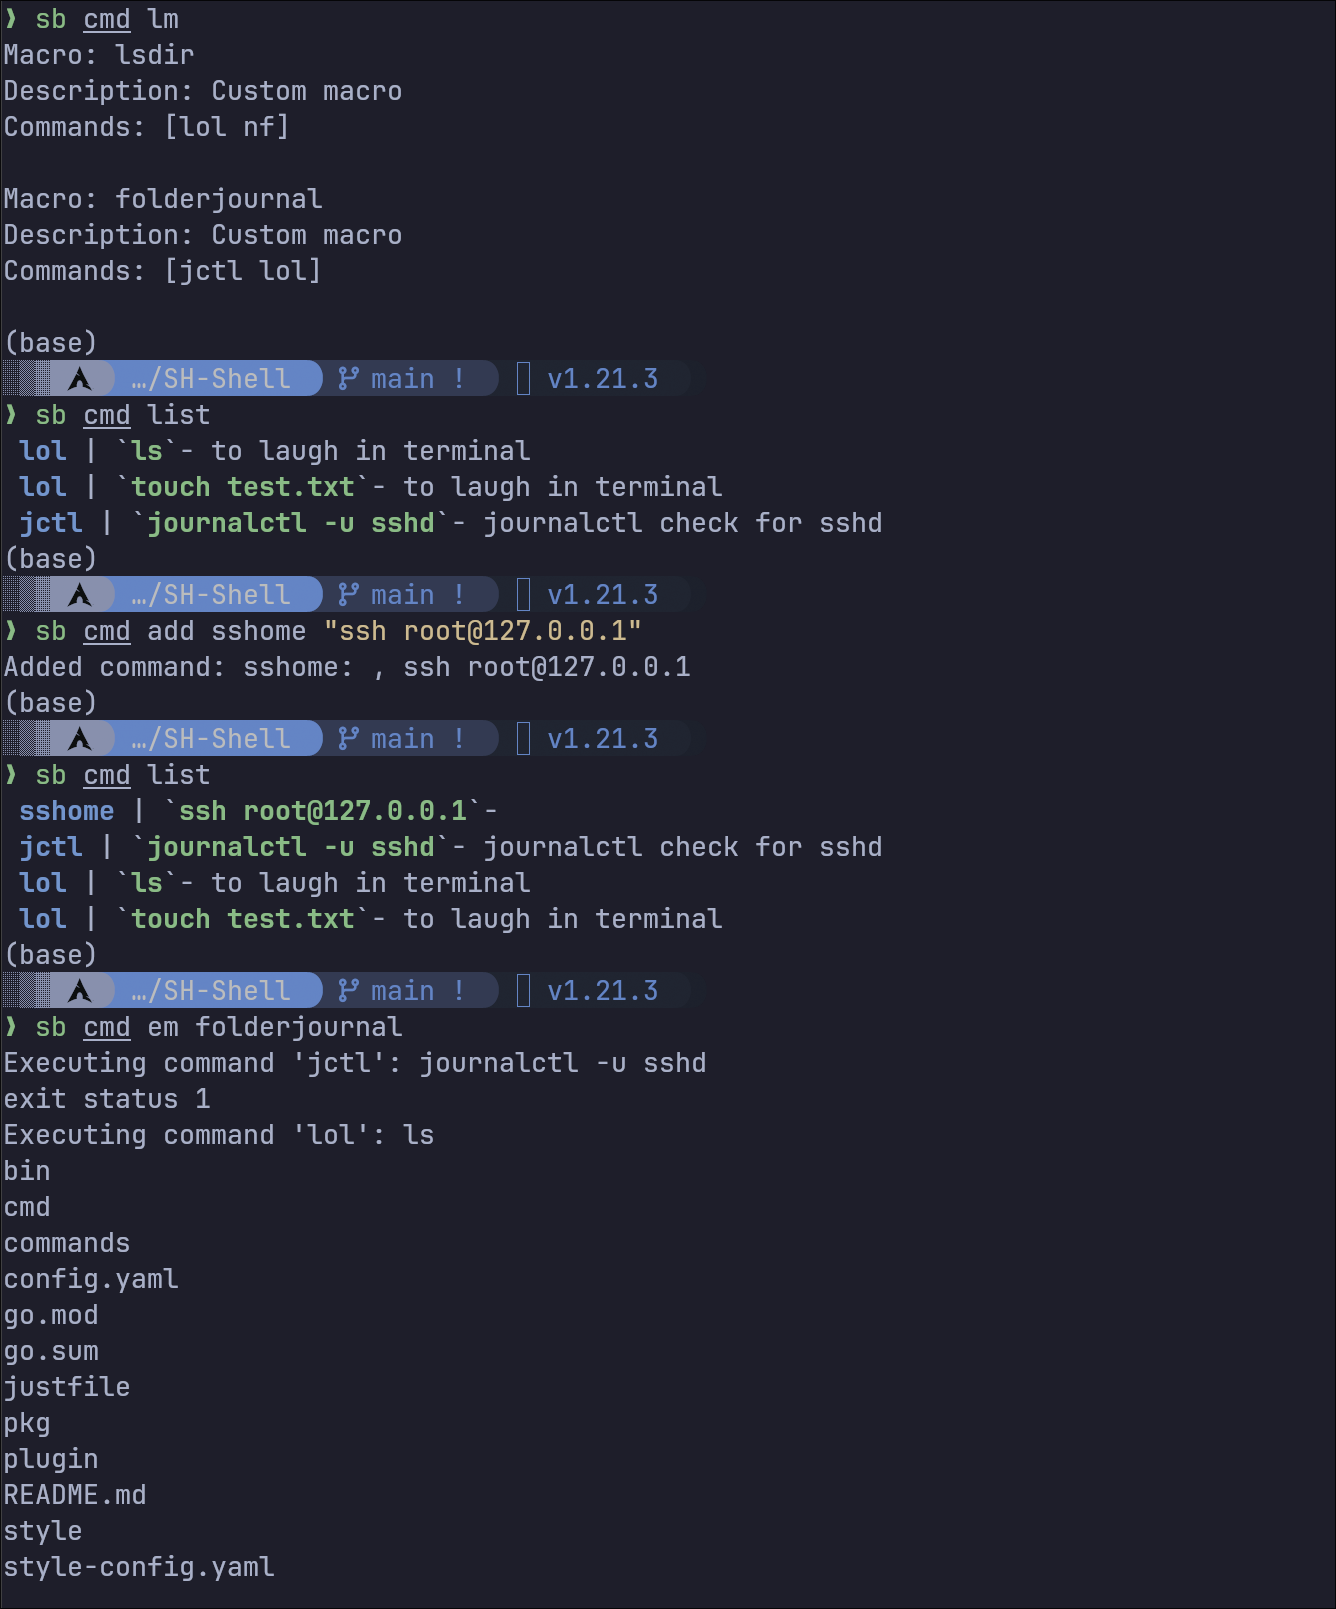 ❫ sb cmd lm
Macro: lsdir
Description: Custom macro
Commands: [lol nf]
Macro: folderjournal
Description: Custom macro
Commands: [jctl lol]
(base)
…/SH-Shell main ! v1.21.3
❫ sb cmd list
lol | `ls`- to laugh in terminal
lol | `touch test.txt`- to laugh in terminal
jctl | `journalctl -u sshd`- journalctl check for sshd
(base)
…/SH-Shell main ! v1.21.3
❫ sb cmd add sshome "ssh root@127.0.0.1"
Added command: sshome: , ssh root@127.0.0.1
(base)
…/SH-Shell main ! v1.21.3
❫ sb cmd list
sshome | `ssh root@127.0.0.1`-
jctl | `journalctl -u sshd`- journalctl check for sshd
lol | `ls`- to laugh in terminal
lol | `touch test.txt`- to laugh in terminal
(base)
…/SH-Shell main ! v1.21.3
❫ sb cmd em folderjournal
Executing command 'jctl': journalctl -u sshd
exit status 1
Executing command 'lol': ls
bin
cmd
commands
config.yaml
go.mod
go.sum
justfile
pkg
plugin
README.md
style
style-config.yaml